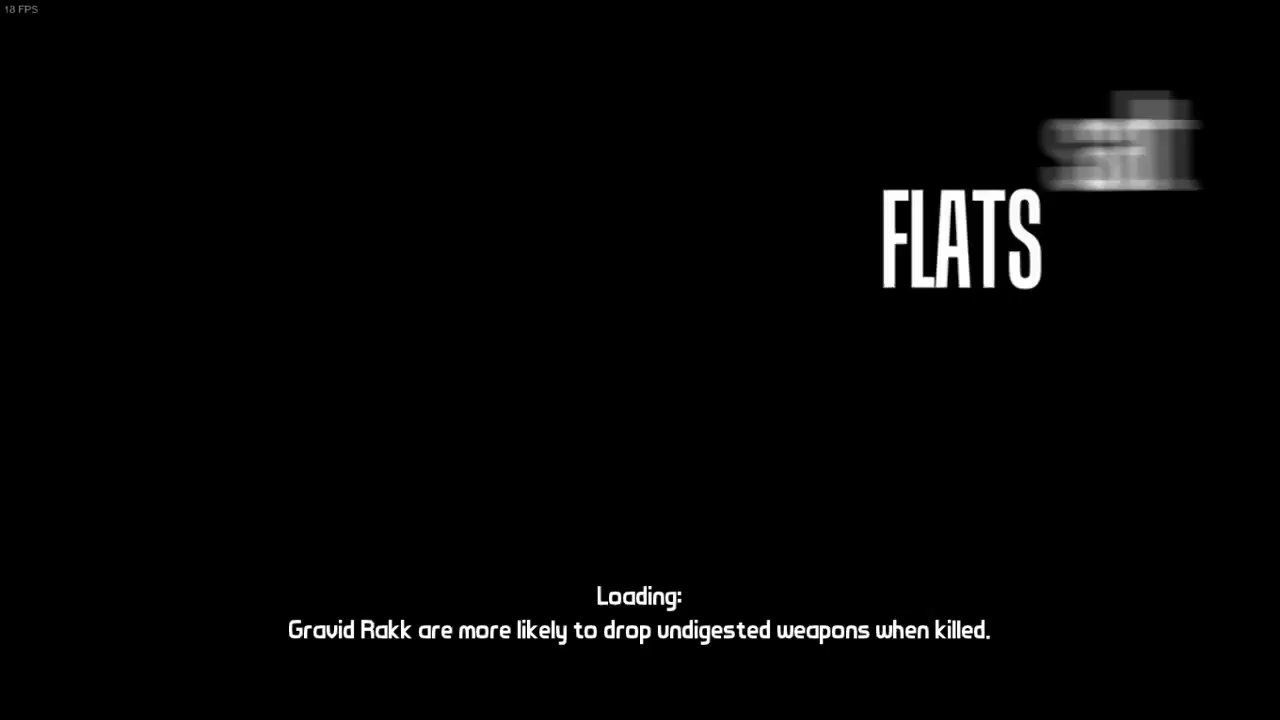 18 FPS
FLATS
Loading:
Gravid Rakk are more likely to drop undigested weapons when killed.